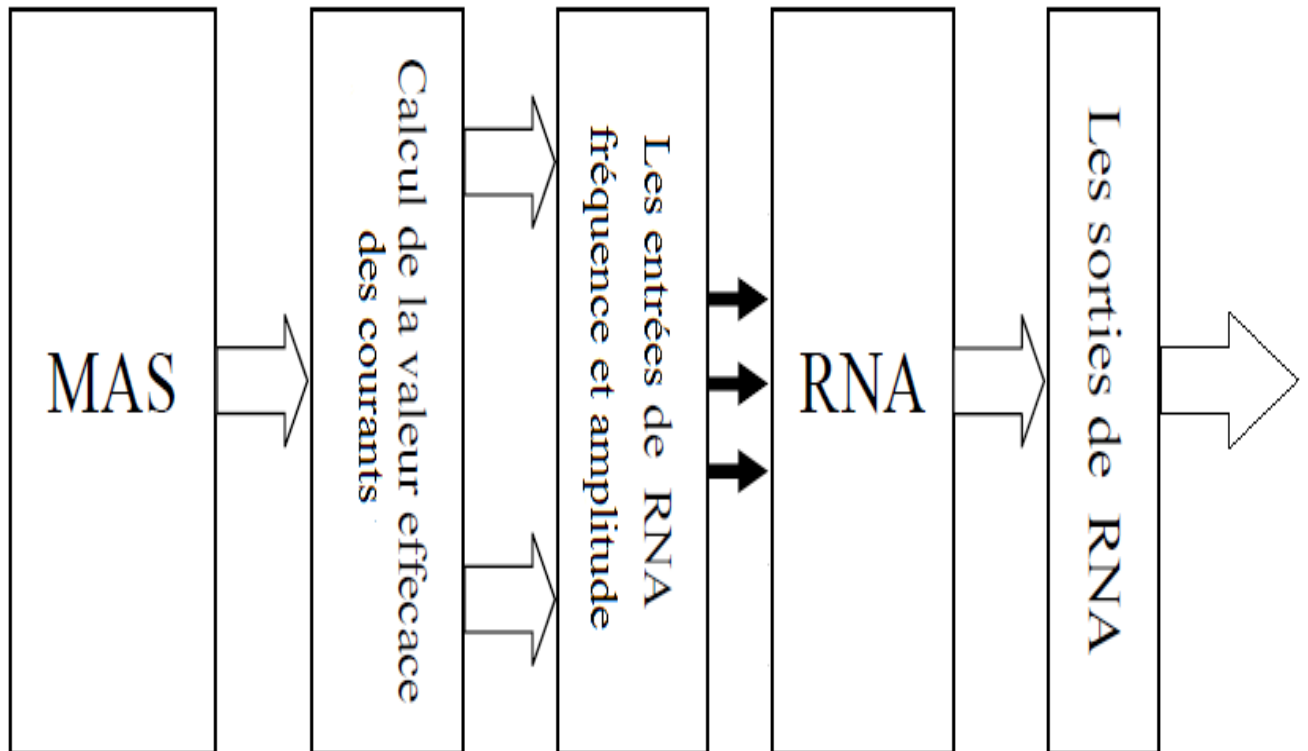 MAS
Calcul de la valeur effecace
des courants
Les entrées de RNA
fréquence et amplitude
RNA
Les sorties de RNA